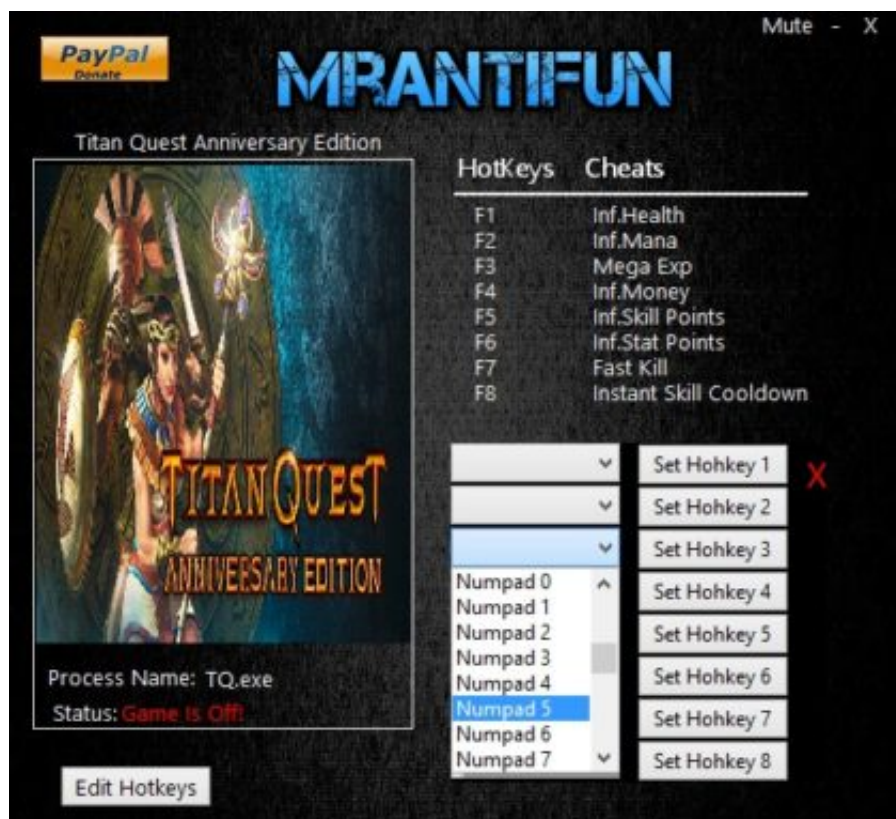 Mute - X
PayPal
Donate
MRANTIFUN
Titan Quest Anniversary Edition
TITAN QUEST
ANNIVERSARY EDITION
Process Name: TQ.exe
Status: Game Is Off!
Edit Hotkeys
HotKeys Cheats
F1 Inf.Health
F2 Inf.Mana
F3 Mega Exp
F4 Inf.Money
F5 Inf.Skill Points
F6 Inf.Stat Points
F7 Fast Kill
F8 Instant Skill Cooldown
Set Hohkey 1
X
Set Hohkey 2
Set Hohkey 3
Numpad 0
Numpad 1
Numpad 2
Numpad 3
Numpad 4
Numpad 5
Numpad 6
Numpad 7
Set Hohkey 4
Set Hohkey 5
Set Hohkey 6
Set Hohkey 7
Set Hohkey 8